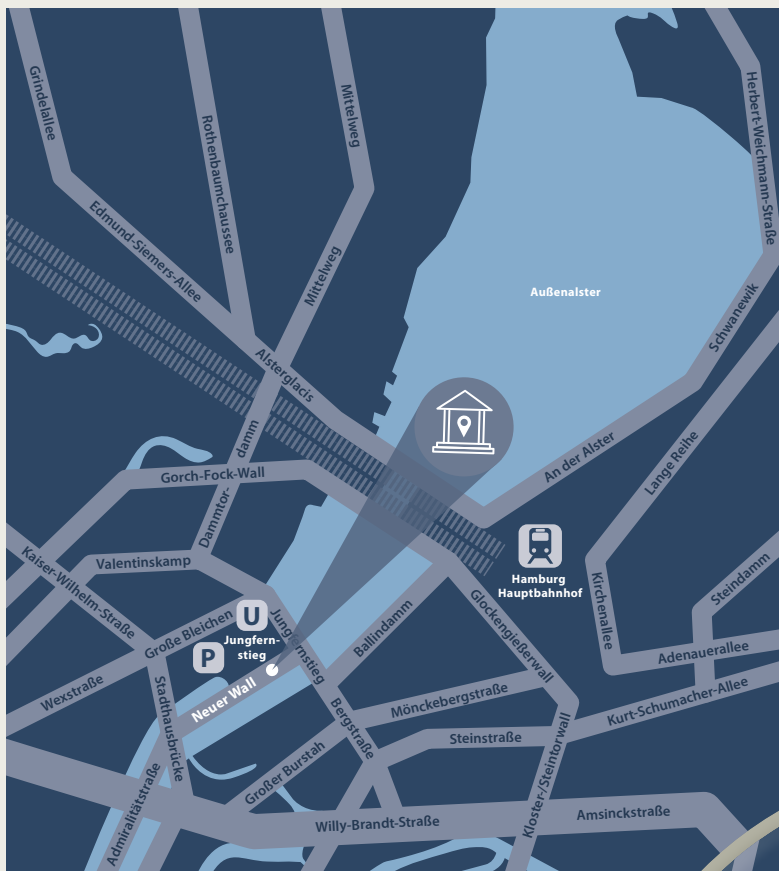 Grindelallee
Rothenbaumchaussee
Mittelweg
Herbert-Weichmann-Straße
Edmund-Siemers-Allee
Mittelweg
Außenalster
Schwanewik
Alsterglacis
Dammtor-
damm
An der Alster
Lange Reihe
Gorch-Fock-Wall
Valentinskamp
Kaiser-Wilhelm-Straße
Hamburg
Hauptbahnhof
Kirchenallee
Steindamm
Glockengießerwall
Große Bleichen
U
Jungfern-
stieg
Jungfernstieg
Ballindamm
P
Adenauerallee
Wexstraße
Stadthausbrücke
Neuer Wall
Bergstraße
Mönckebergstraße
Kurt-Schumacher-Allee
Steinstraße
Großer Burstah
Kloster-/Steintorwall
Admiralitätstraße
Willy-Brandt-Straße
Amsinckstraße